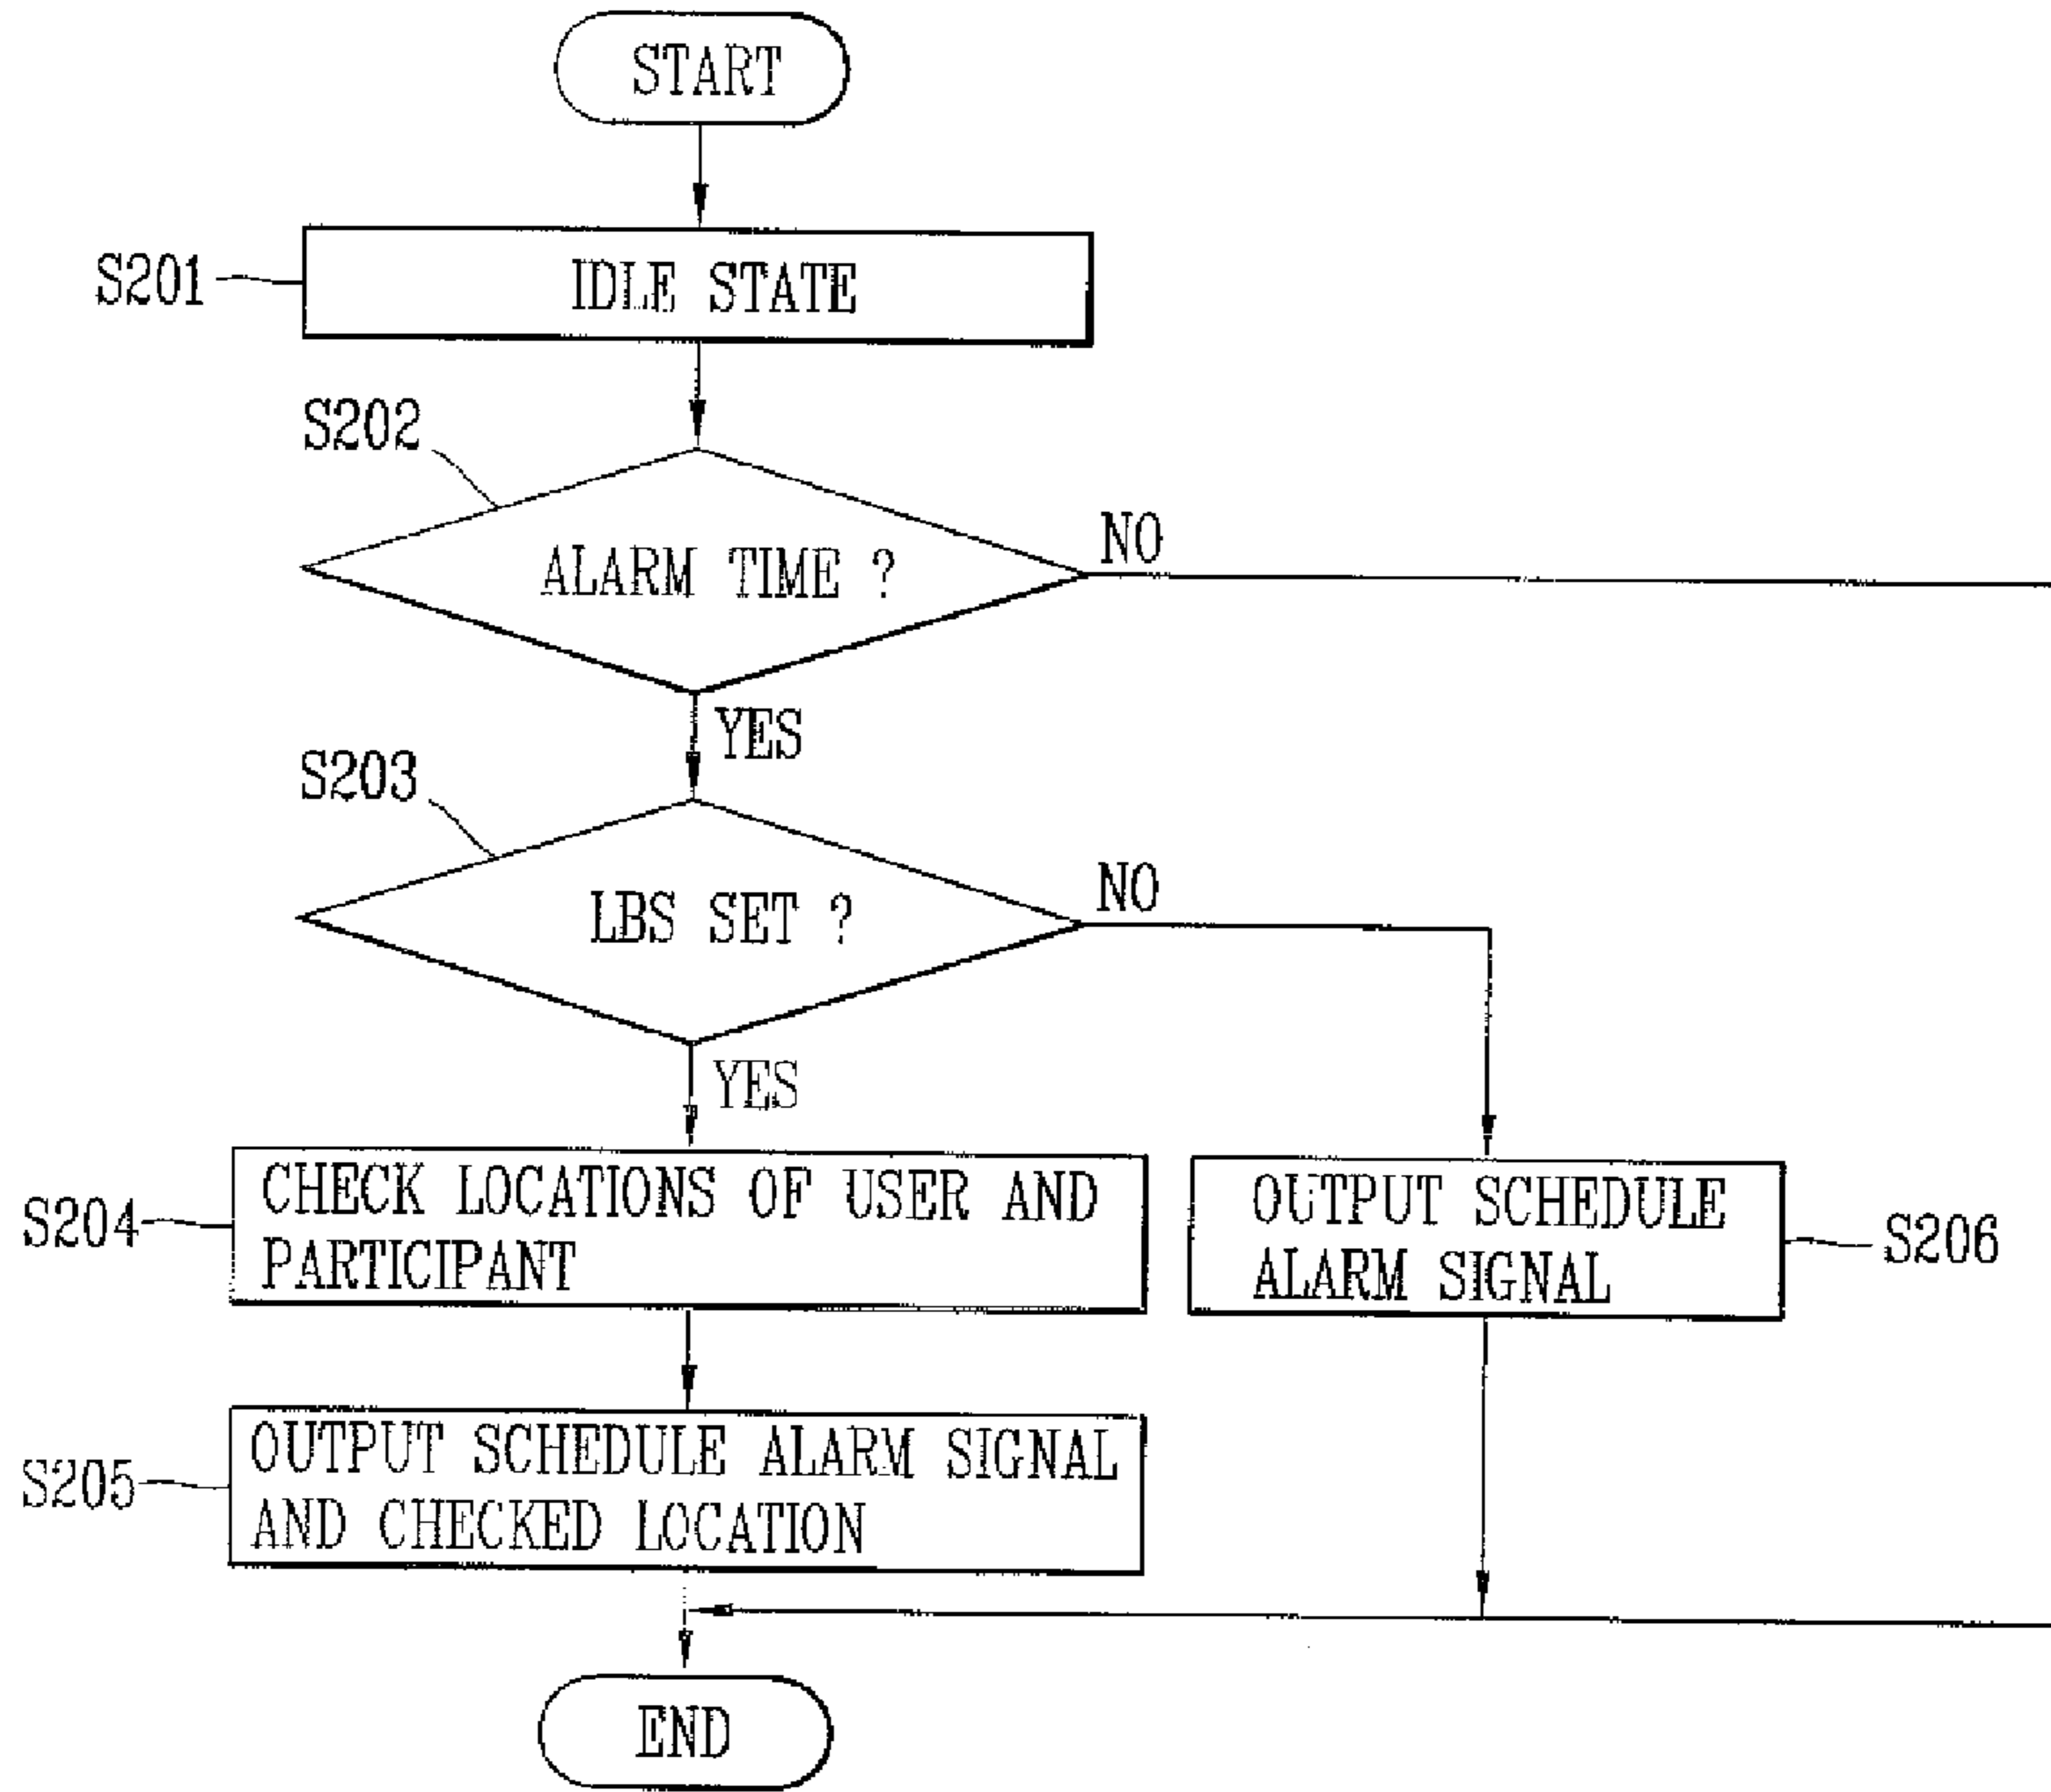 START
S201
IDLE STATE
S202
ALARM TIME ?
NO
YES
S203
LBS SET ?
NO
YES
S204
CHECK LOCATIONS OF USER AND
PARTICIPANT
OUTPUT SCHEDULE
ALARM SIGNAL
S206
S205
OUTPUT SCHEDULE ALARM SIGNAL
AND CHECKED LOCATION
END